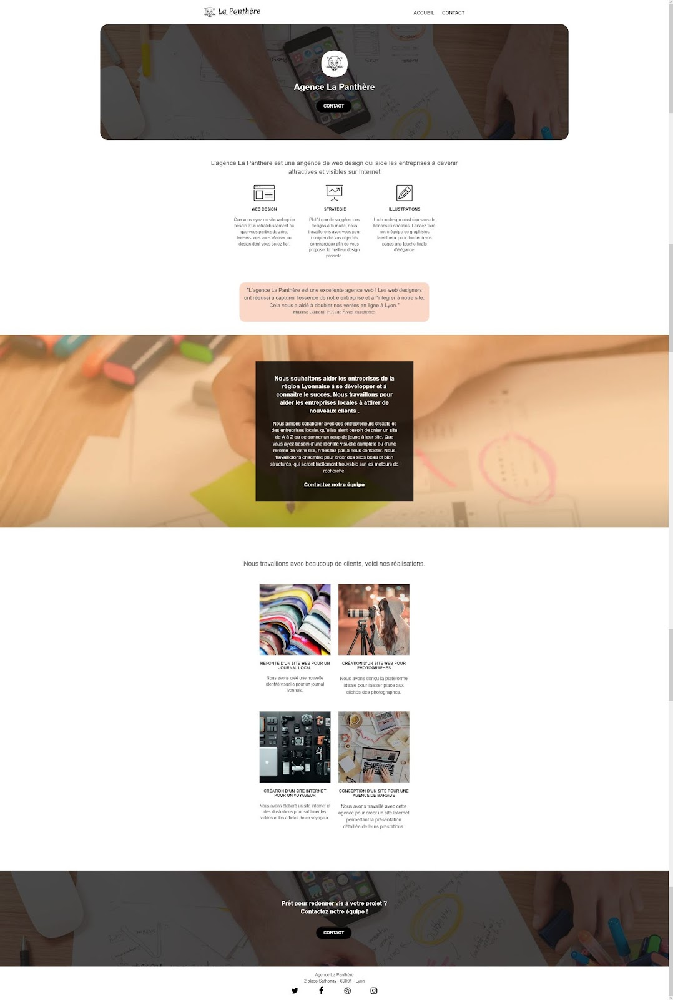 La Panthère
ACCUEIL CONTACT
Agence La Panthère
CONTACT
L'agence La Panthère est une angence de web design qui aide les entreprises à devenir
attractives et visibles sur Internet
WEB DESIGN
Que vous ayez un site web qui a
besoin d'un rafraîchissement ou
que vous partiez de zéro,
laissez-nous vous réaliser un
design dont vous serez fier.
STRATÉGIE
Plutôt que de suggérer des
designs à la mode, nous
travaillerons avec vous pour
comprendre vos objectifs
commerciaux afin de vous
proposer le meilleur design
possible.
ILLUSTRATIONS
Un bon design n'est rien sans de
bonnes illustrations. Laissez faire
notre équipe de graphistes
talentueux pour donner à vos
pages une touche finale
d'élégance.
"L'agence La Panthère est une excellente agence web ! Les web designers
ont réeussi à capturer l'essence de notre entreprise et à l'integrer à notre site.
Cela nous a aidé à doubler nos ventes en ligne à Lyon."
Maxime Guibard, PDG de À vos fourchettes
Nous souhaitons aider les entreprises de la
région Lyonnaise à se développer et à
connaître le succès. Nous travaillons pour
aider les entreprises locales à attirer de
nouveaux clients .
Nous aimons collaborer avec des entrepreneurs créatifs et
des entreprises locale, qu'elles aient besoin de créer un site
de A à Z ou de donner un coup de jeune à leur site. Que
vous ayez besoin d'une identité visuelle complète ou d'une
refonte de votre site, n'hésitez pas à nous contacter. Nous
travaillerons ensemble pour créer des sites beau et bien
structurés, qui seront facilement trouvable sur les moteurs de
recherche.
Contactez notre équipe
Nous travaillons avec beaucoup de clients, voici nos réalisations.
REFONTE D'UN SITE WEB POUR UN
JOURNAL LOCAL
Nous avons créé une nouvelle
identité visuelle pour un journal
lyonnais.
CRÉATION D'UN SITE WEB POUR
PHOTOGRAPHES
Nous avons conçu la plateforme
idéale pour laisser place aux
clichés des photographes.
CRÉATION D'UN SITE INTERNET
POUR UN VOYAGEUR
Nous avons élaboré un site internet et
des illustrations pour sublimer les
vidéos et les articles de ce voyageur.
CONCEPTION D'UN SITE POUR UNE
AGENCE DE MARIAGE
Nous avons travaillé avec cette
agence pour créer un site internet
permettant la présentation
détaillée de leurs prestations.
Prêt pour redonner vie à votre projet ?
Contactez notre équipe !
CONTACT
Agence La Panthère
2 place Sathonay 69001 Lyon